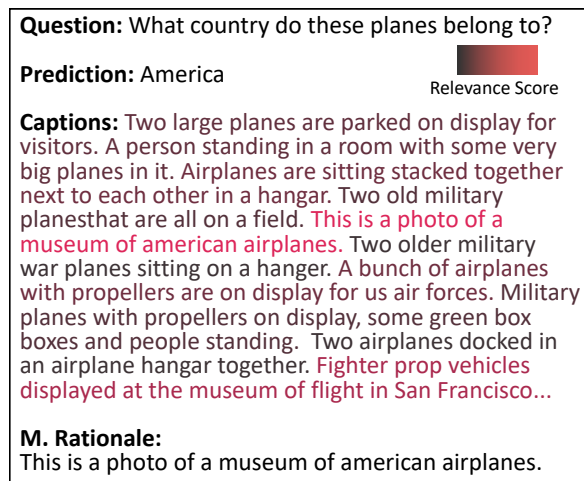 Question: What country do these planes belong to?
Prediction: America
Relevance Score
Captions: Two large planes are parked on display for
visitors. A person standing in a room with some very
big planes in it. Airplanes are sitting stacked together
next to each other in a hangar. Two old military
planesthat are all on a field. This is a photo of a
museum of american airplanes. Two older military
war planes sitting on a hanger. A bunch of airplanes
with propellers are on display for us air forces. Military
planes with propellers on display, some green box
boxes and people standing.  Two airplanes docked in
an airplane hangar together. Fighter prop vehicles
displayed at the museum of flight in San Francisco...
M. Rationale:
This is a photo of a museum of american airplanes.